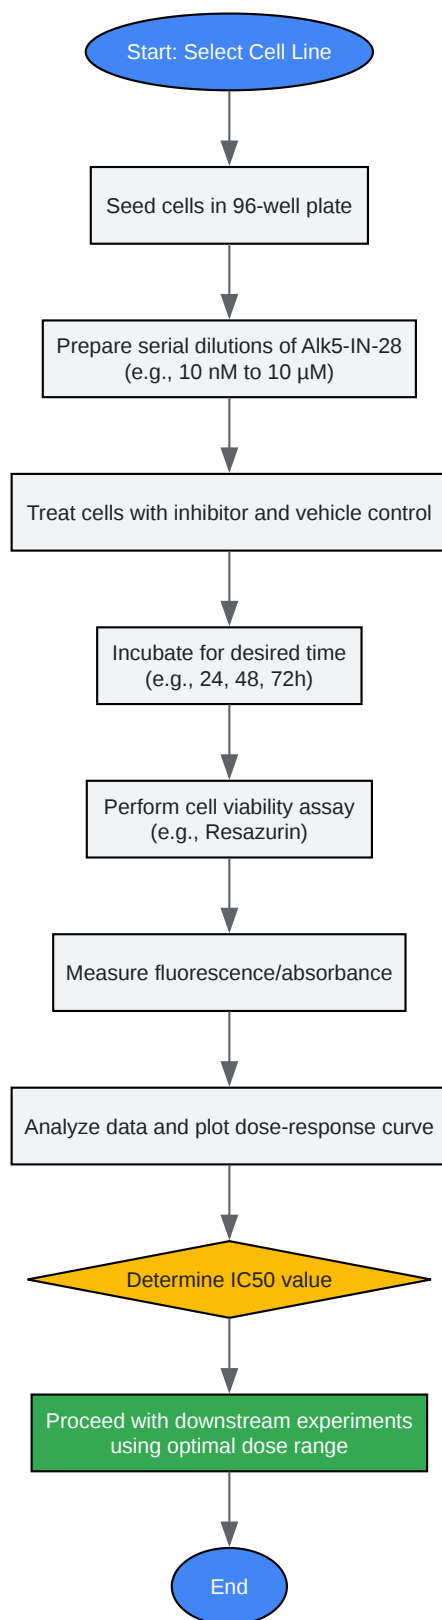 Start: Select Cell Line
Seed cells in 96-well plate
Prepare serial dilutions of Alk5-IN-28
(e.g., 10 nM to 10 µM)
Treat cells with inhibitor and vehicle control
Incubate for desired time
(e.g., 24, 48, 72h)
Perform cell viability assay
(e.g., Resazurin)
Measure fluorescence/absorbance
Analyze data and plot dose-response curve
Determine IC50 value
Proceed with downstream experiments
using optimal dose range
End